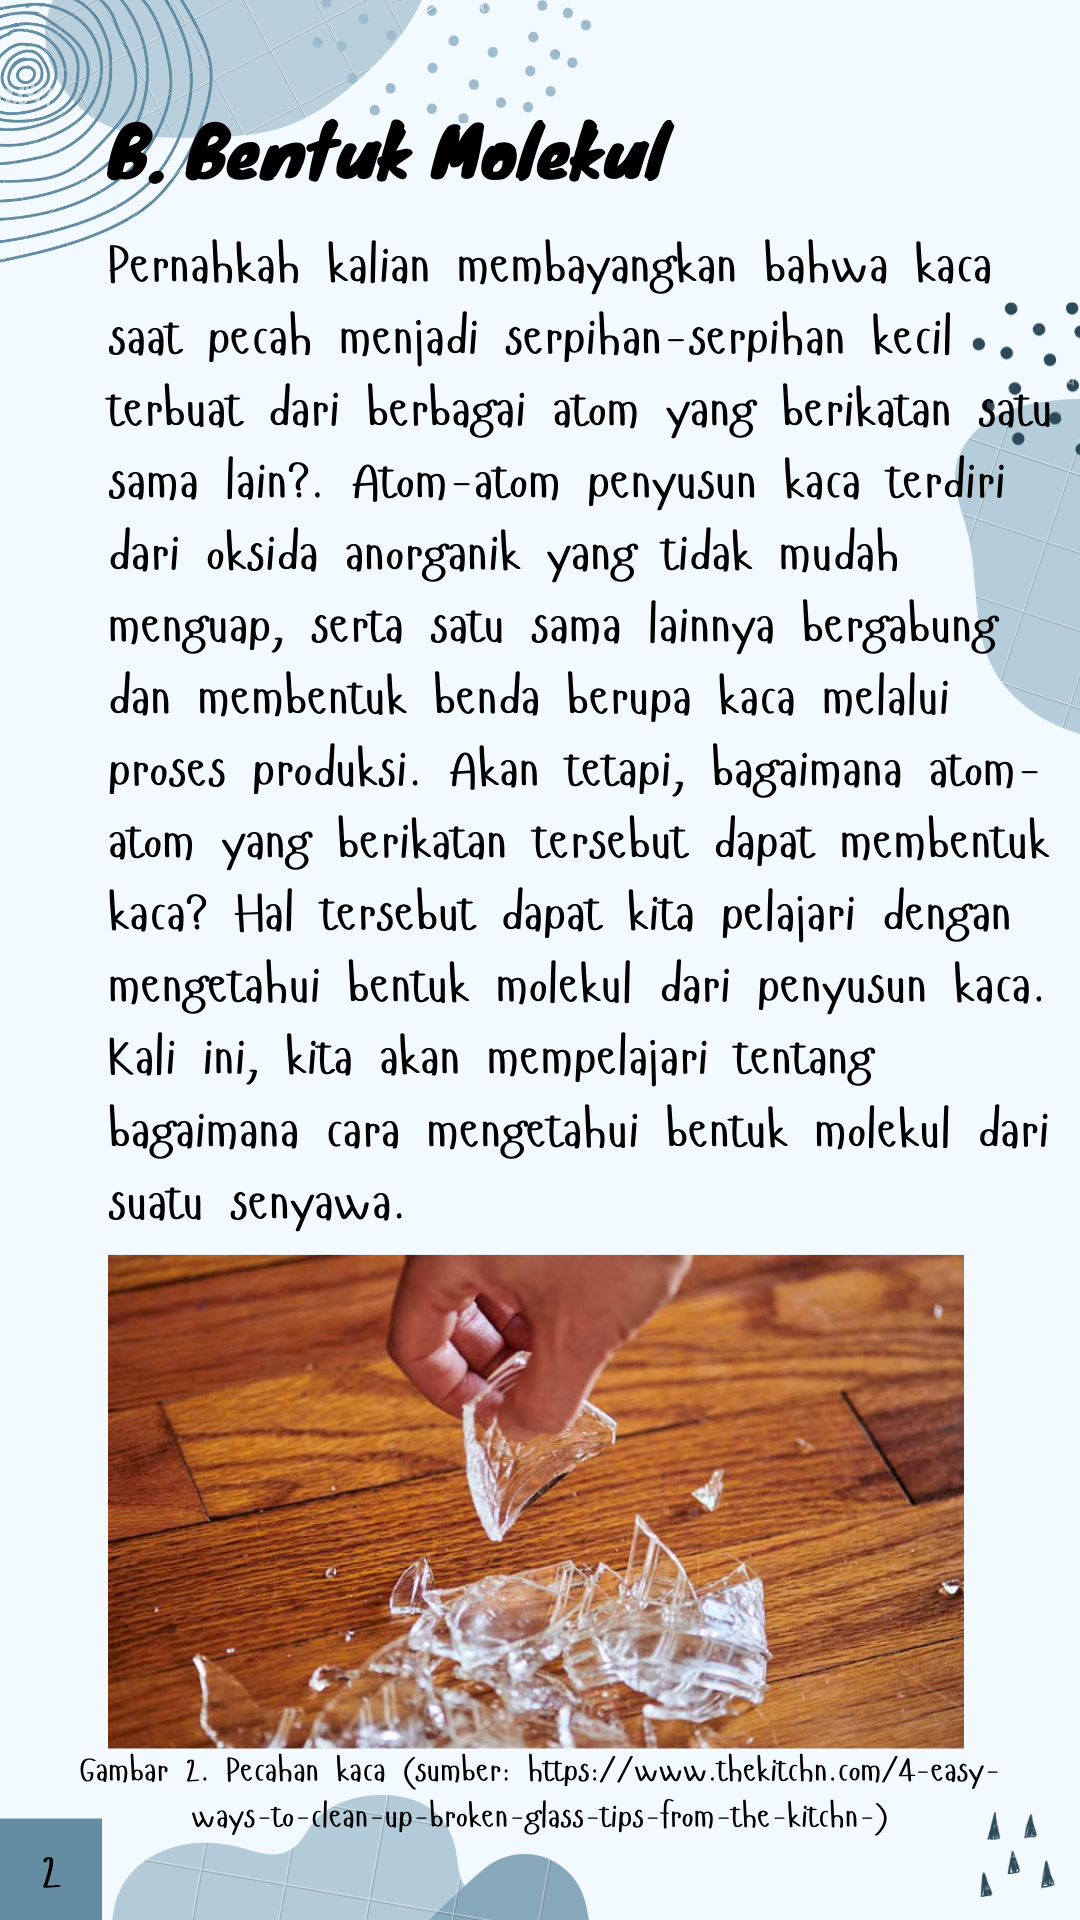 B. Bentuk Molekul
Pernahkah kalian membayangkan bahwa kaca
saat pecah menjadi serpihan-serpihan kecil
terbuat dari berbagai atom yang berikatan satu
sama lain?. Atom-atom penyusun kaca terdiri
dari oksida anorganik yang tidak mudah
menguap, serta satu sama lainnya bergabung
dan membentuk benda berupa kaca melalui
proses produksi. Akan tetapi, bagaimana atom-
atom yang berikatan tersebut dapat membentuk
kaca? Hal tersebut dapat kita pelajari dengan
mengetahui bentuk molekul dari penyusun kaca.
Kali ini, kita akan mempelajari tentang
bagaimana cara mengetahui bentuk molekul dari
suatu senyawa.
Gambar 2. Pecahan kaca (sumber: https://www.thekitchn.com/4-easy-
ways-to-clean-up-broken-glass-tips-from-the-kitchn-)
2